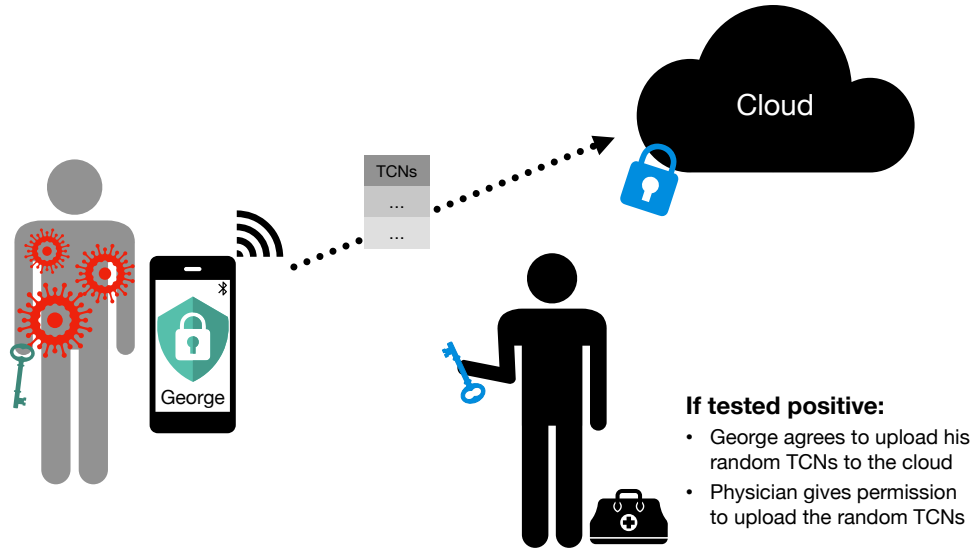 Cloud
TCNs
...
...
George
If tested positive:
• George agrees to upload his
random TCNs to the cloud
• Physician gives permission
to upload the random TCNs